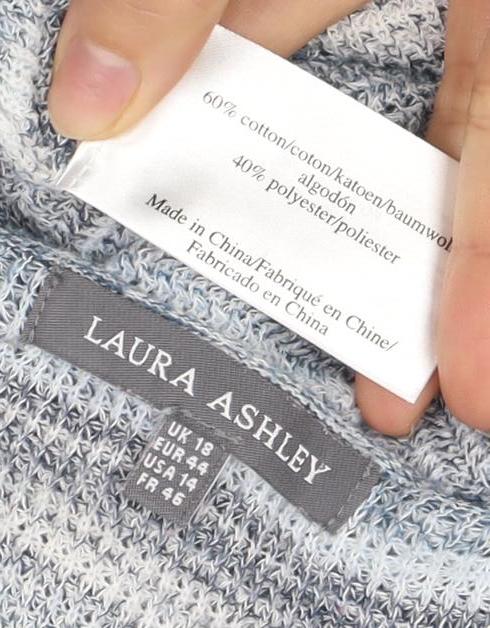 60% cotton/coton/katoen/baumwol
algodón
40% polyester/poliester
Made in China/Fabriqué en Chine/
Fabricado en China
LAURA ASHLEY
UK 18
EUR 44
USA 14
FR 46